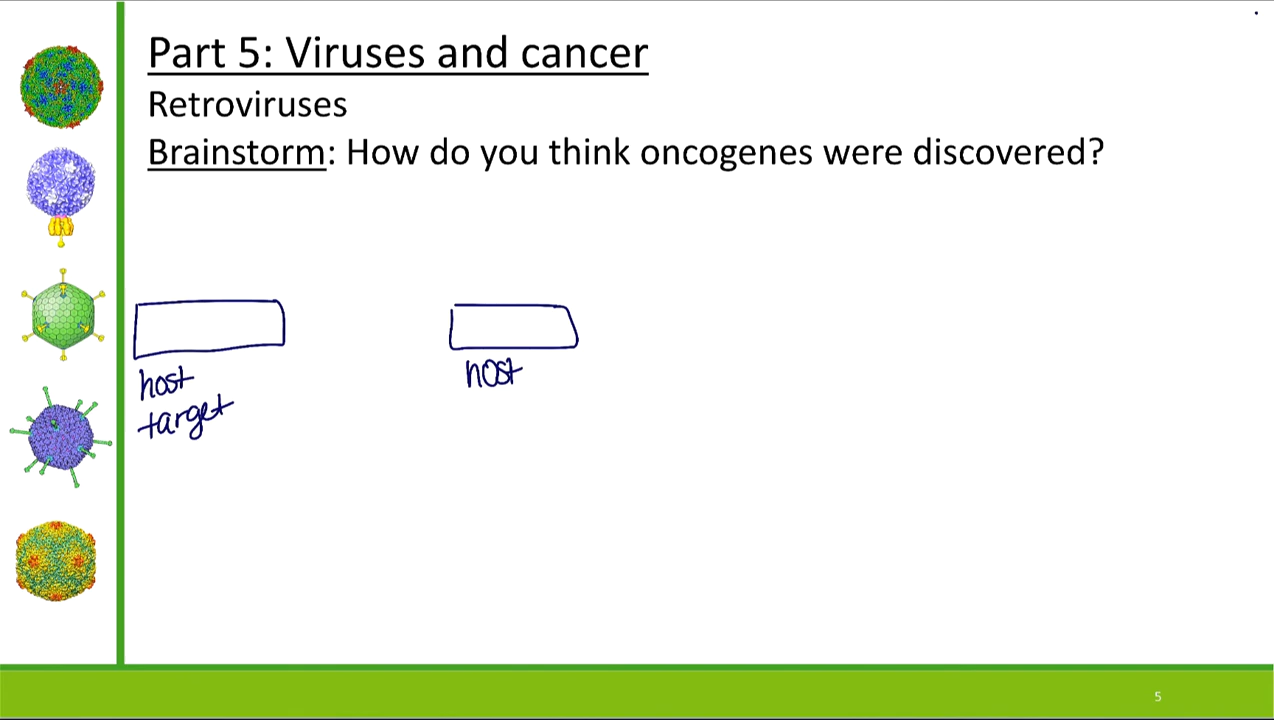 Part 5: Viruses and cancer
Retroviruses
Brainstorm: How do you think oncogenes were discovered?
host
target
host
5